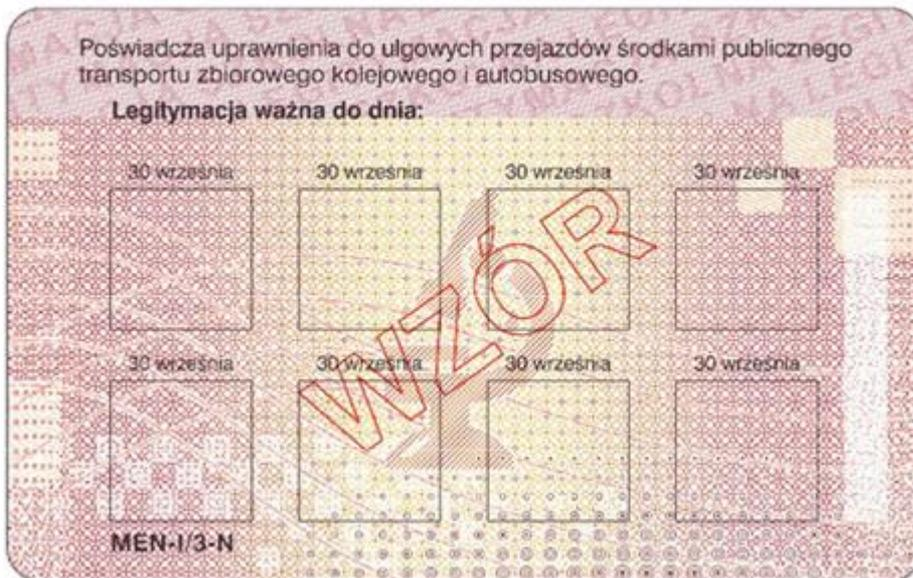 Poświadcza uprawnienia do ulgowych przejazdów środkami publicznego
transportu zbiorowego kolejowego i autobusowego.
Legitymacja ważna do dnia:
30 września 30 września 30 września 30 września
WZÓR
30 września 30 września 30 września 30 września
MEN-I/3-N